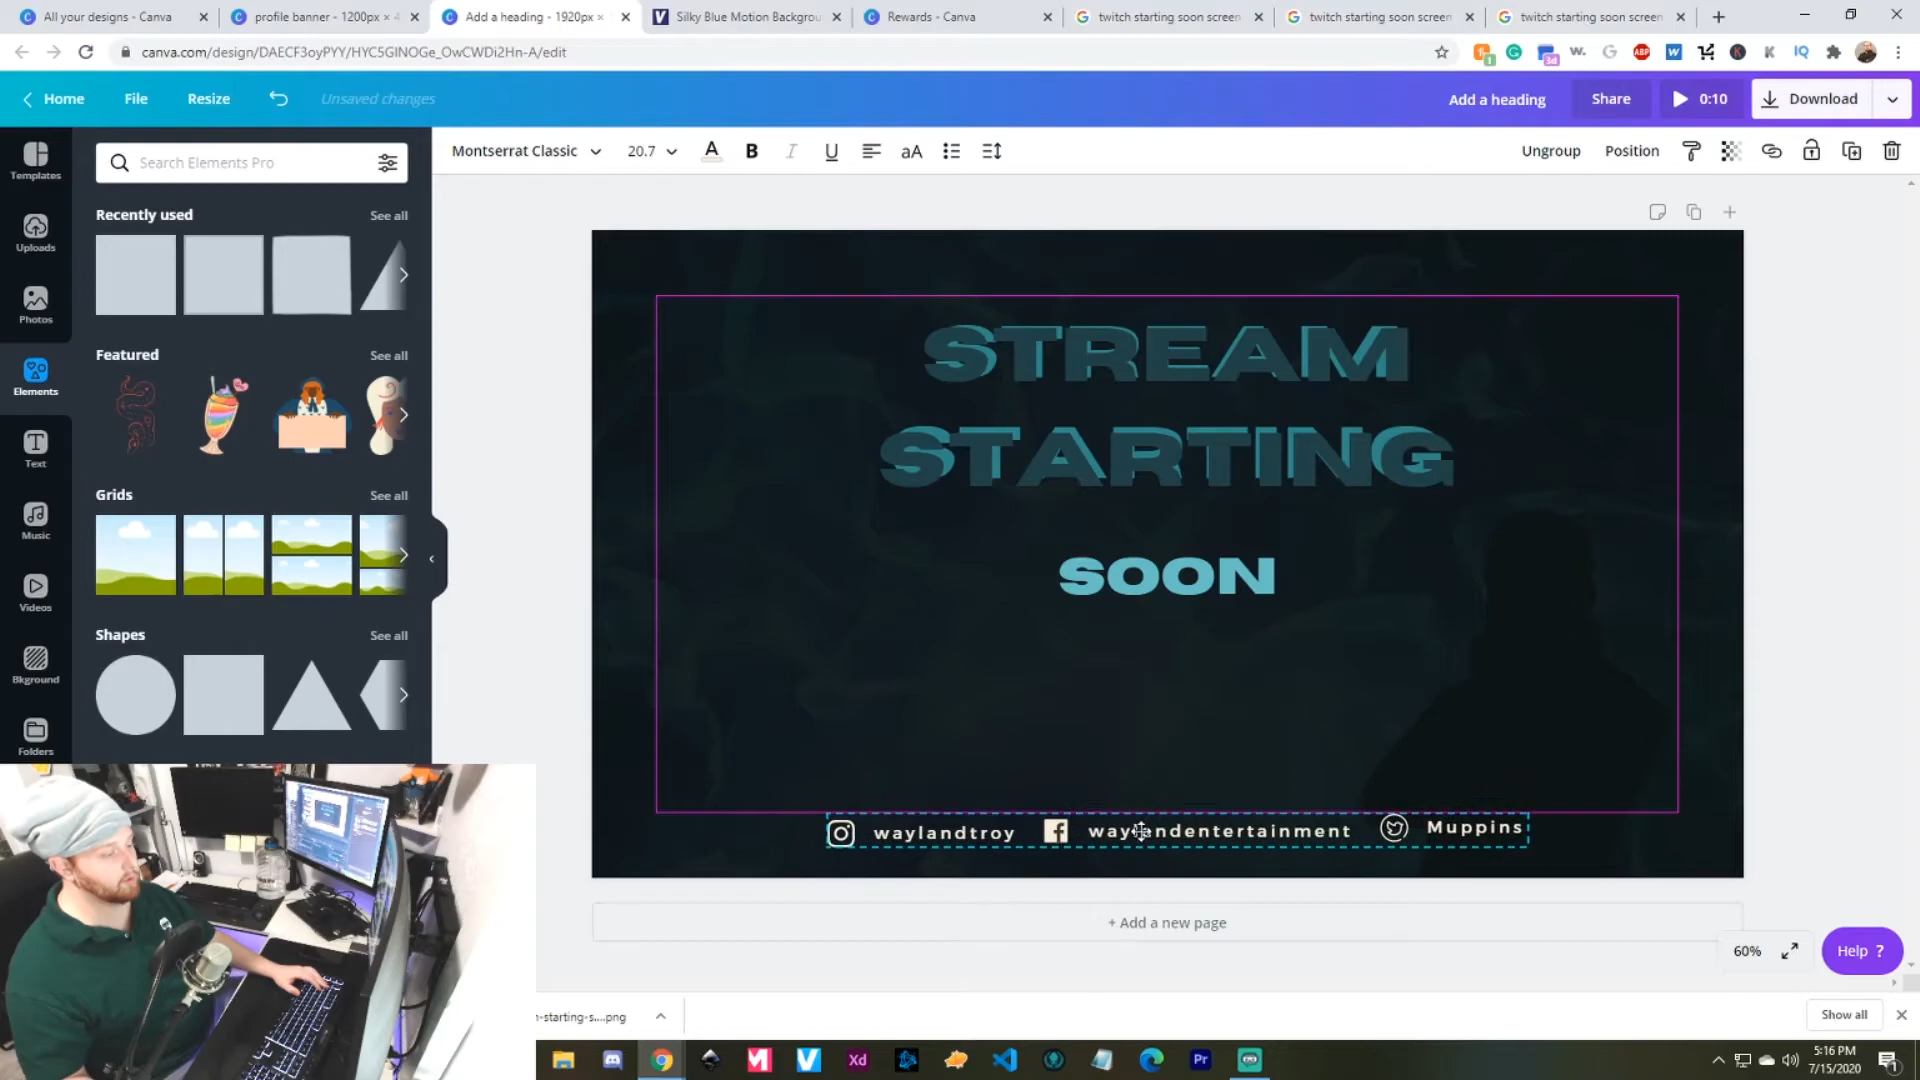 All your designs - Canva
profile banner - 1200px × 4
Add a heading - 1920px ×
Silky Blue Motion Backgrou
Rewards - Canva
twitch starting soon screen
twitch starting soon screen
twitch starting soon screen
canva.com/design/DAECF3oyPYY/HYC5GlNOGe_OwCWDi2Hn-A/edit
Home
File
Resize
Unsaved changes
Add a heading
Share
0:10
Download
Templates
Uploads
Photos
Elements
Text
Music
Videos
Bkground
Folders
Search Elements Pro
Recently used
See all
Featured
See all
Grids
See all
Shapes
See all
Montserrat Classic
20.7
A
B
I
U
aA
Ungroup
Position
STREAM
STARTING
SOON
waylandtroy
waylandentertainment
Muppins
+ Add a new page
60%
Help ?
n-starting-s....png
Show all
Xd
Pr
5:16 PM
7/15/2020